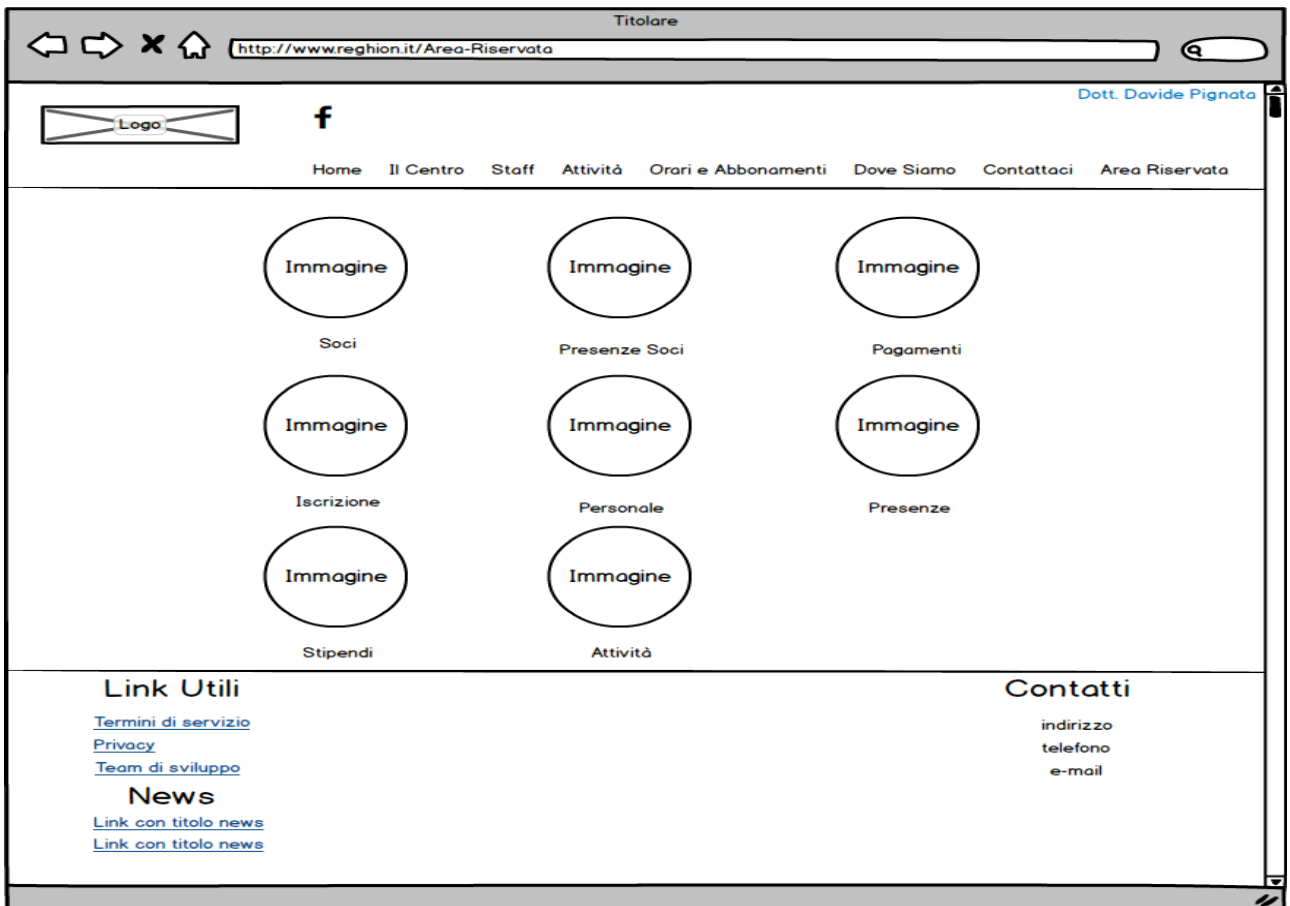 Titolare
http://www.reghion.it/Area-Riservata
Dott. Davide Pignata
Logo
f
Home Il Centro Staff Attività Orari e Abbonamenti Dove Siamo Contattaci Area Riservata
Immagine Immagine Immagine
Soci Presenze Soci Pagamenti
Immagine Immagine Immagine
Iscrizione Personale Presenze
Immagine Immagine
Stipendi Attività
Link Utili
Termini di servizio
Privacy
Team di sviluppo
News
Link con titolo news
Link con titolo news
Contatti
indirizzo
telefono
e-mail